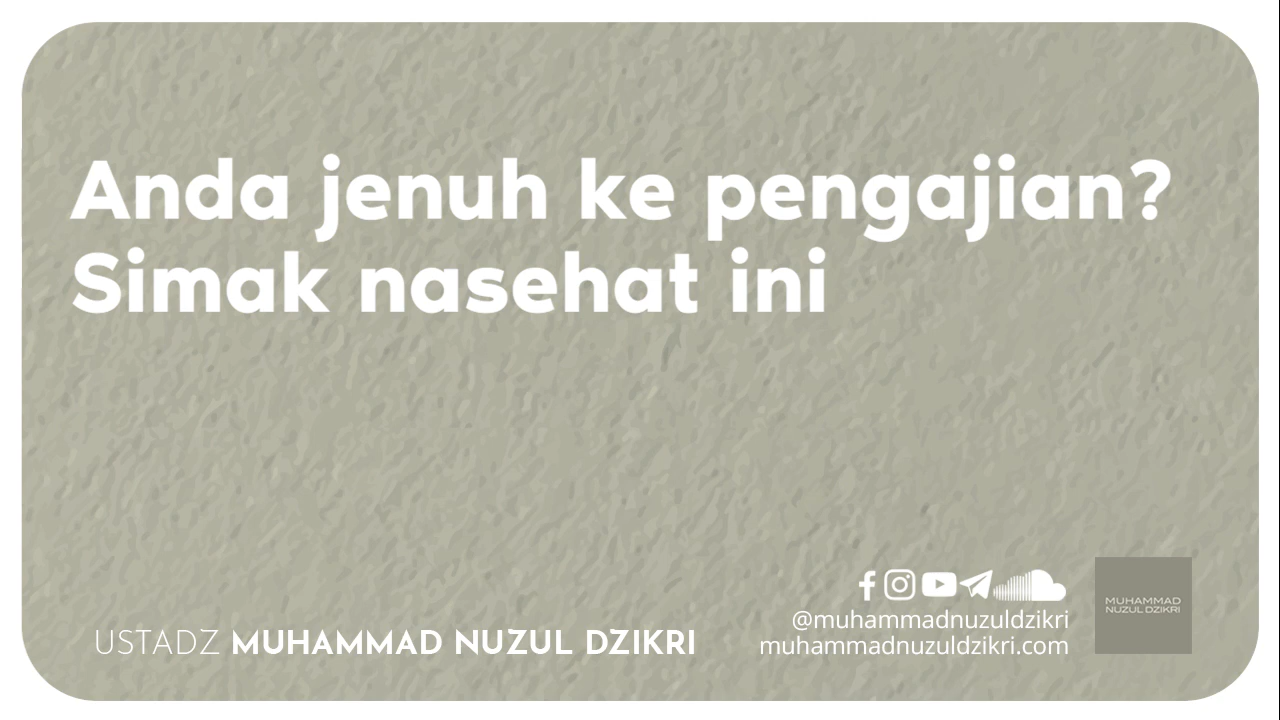 Anda jenuh ke pengajian?
Simak nasehat ini
USTADZ MUHAMMAD NUZUL DZIKRI
@muhammadnuzuldzikri
muhammadnuzuldzikri.com
MUHAMMAD
NUZUL DZIKRI